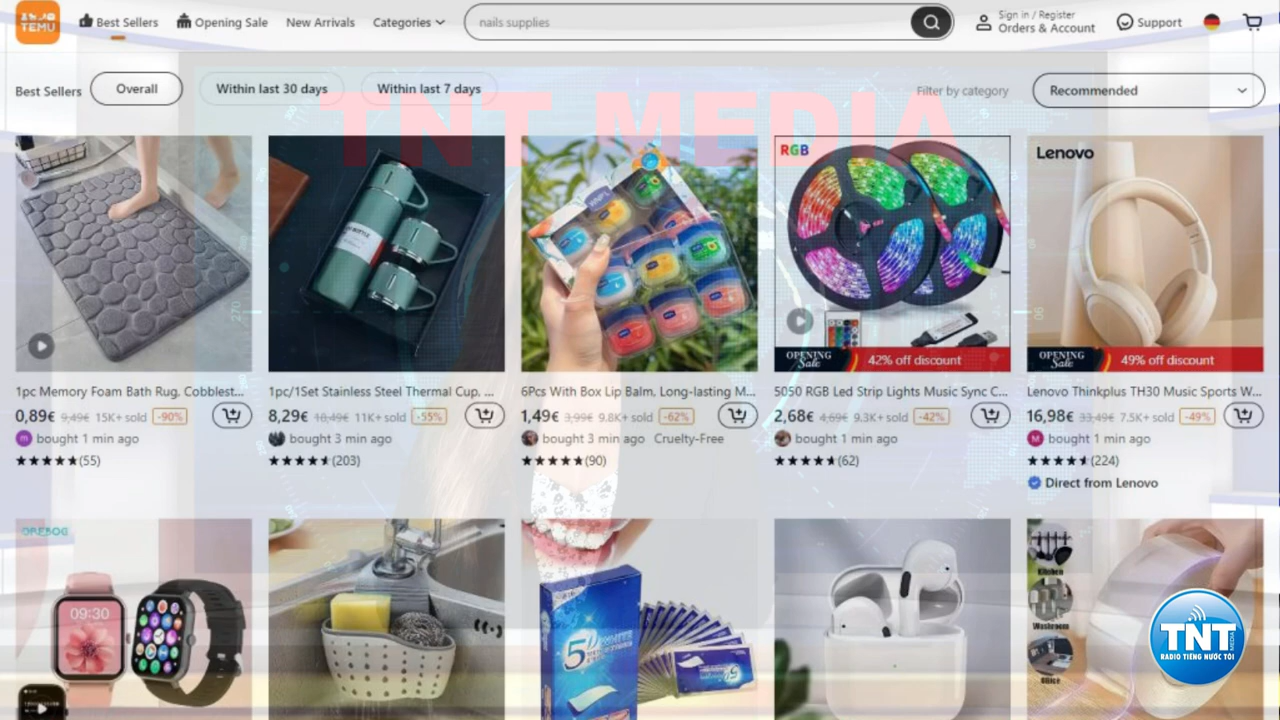 TEMU
Best Sellers
Opening Sale
New Arrivals
Categories
nails supplies
Sign in / Register
Orders & Account
Support
Best Sellers
Overall
Within last 30 days
Within last 7 days
Filter by category
Recommended
TNT MEDIA
RGB
Lenovo
OPENING
Sale
42% off discount
OPENING
Sale
49% off discount
1pc Memory Foam Bath Rug, Cobblest...
0,89€ 9,49€ 15K+ sold -90%
m bought 1 min ago
(55)
1pc/1Set Stainless Steel Thermal Cup, ...
8,29€ 18,49€ 11K+ sold -55%
bought 3 min ago
(203)
6Pcs With Box Lip Balm, Long-lasting M...
1,49€ 3,99€ 9.8K+ sold -62%
bought 3 min ago Cruelty-Free
(90)
5050 RGB Led Strip Lights Music Sync C...
2,68€ 4,69€ 9.3K+ sold -42%
bought 1 min ago
(62)
Lenovo Thinkplus TH30 Music Sports W...
16,98€ 33,49€ 7.5K+ sold -49%
M bought 1 min ago
(224)
Direct from Lenovo
09:30
5D WHITE
Kitchen
Washroom
Office
TNT
MEDIA
RADIO TIẾNG NƯỚC TÔI